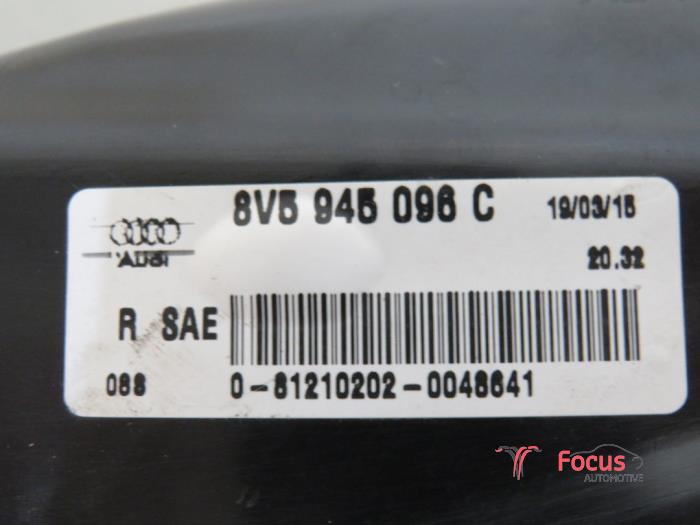 8V5 945 096 C 19/03/15
AUDI
20.32
R SAE
088
0-81210202-0048641
Focus
AUTOMOTIVE